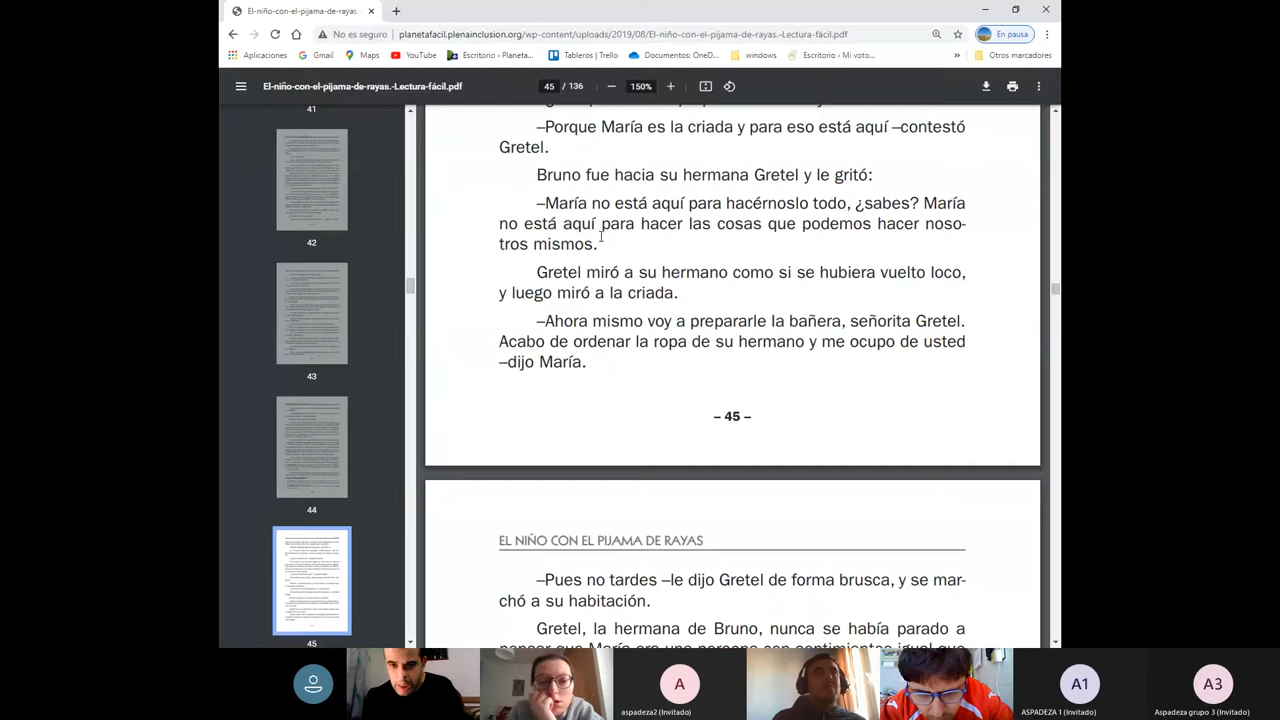 El-niño-con-el-pijama-de-rayas.-
No es seguro | planetafacil.plenainclusion.org/wp-content/uploads/2019/08/El-niño-con-el-pijama-de-rayas.-Lectura-fácil.pdf
En pausa
Aplicaciones Gmail Maps YouTube Escritorio < Planeta... Tableros | Trello Documentos: OneD... windows Escritorio ‹ Mi voto... » Otros marcadores
El-niño-con-el-pijama-de-rayas.-Lectura-fácil.pdf 45 / 136 150%
41
42
43
44
45
–Porque María es la criada y para eso está aquí –contestó
Gretel.
Bruno fue hacia su hermana Gretel y le gritó:
–María no está aquí para hacérnoslo todo, ¿sabes? María
no está aquí para hacer las cosas que podemos hacer noso-
tros mismos.
Gretel miró a su hermano como si se hubiera vuelto loco,
y luego miró a la criada.
–Ahora mismo voy a prepararle la bañera, señorita Gretel.
Acabo de ordenar la ropa de su hermano y me ocupo de usted
–dijo María.
– 45 –
EL NIÑO CON EL PIJAMA DE RAYAS
–Pues no tardes –le dijo Gretel de forma brusca, y se mar-
chó a su habitación.
Gretel, la hermana de Bruno, nunca se había parado a
A
aspadeza2 (Invitado)
A1
ASPADEZA 1 (Invitado)
A3
Aspadeza grupo 3 (Invitado)